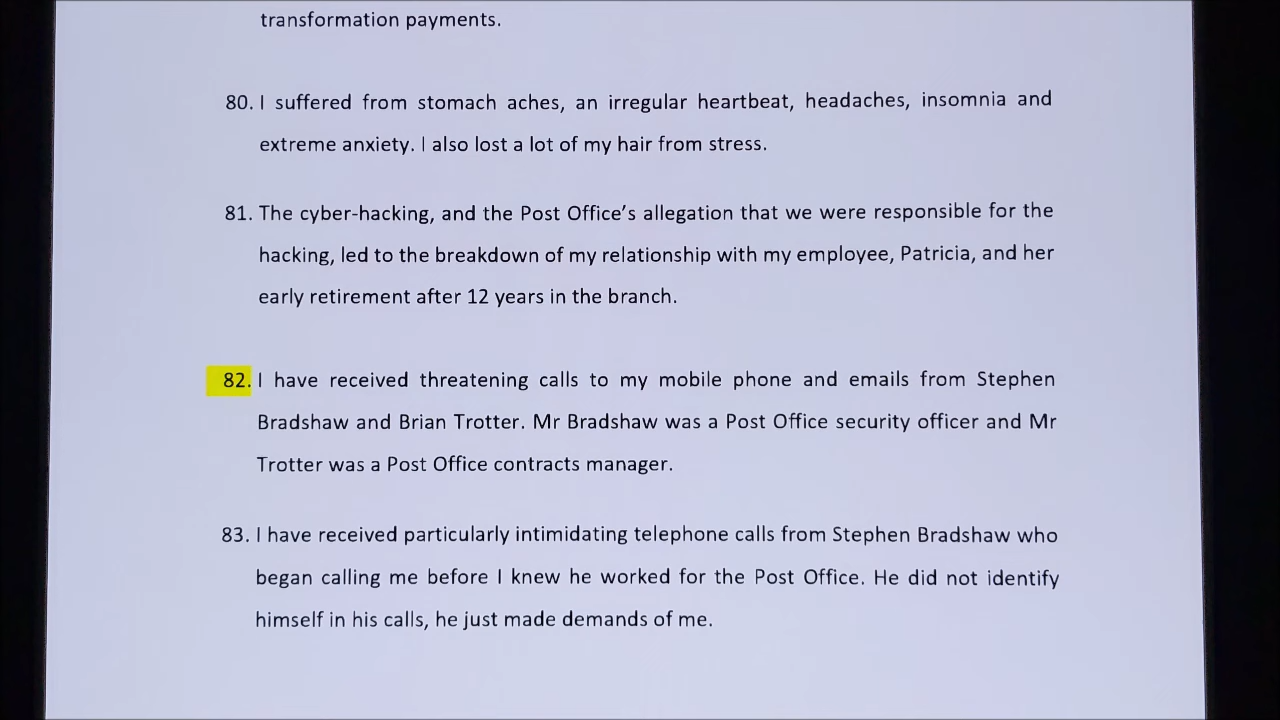 transformation payments.
80. I suffered from stomach aches, an irregular heartbeat, headaches, insomnia and
extreme anxiety. I also lost a lot of my hair from stress.
81. The cyber-hacking, and the Post Office's allegation that we were responsible for the
hacking, led to the breakdown of my relationship with my employee, Patricia, and her
early retirement after 12 years in the branch.
82. I have received threatening calls to my mobile phone and emails from Stephen
Bradshaw and Brian Trotter. Mr Bradshaw was a Post Office security officer and Mr
Trotter was a Post Office contracts manager.
83. I have received particularly intimidating telephone calls from Stephen Bradshaw who
began calling me before I knew he worked for the Post Office. He did not identify
himself in his calls, he just made demands of me.